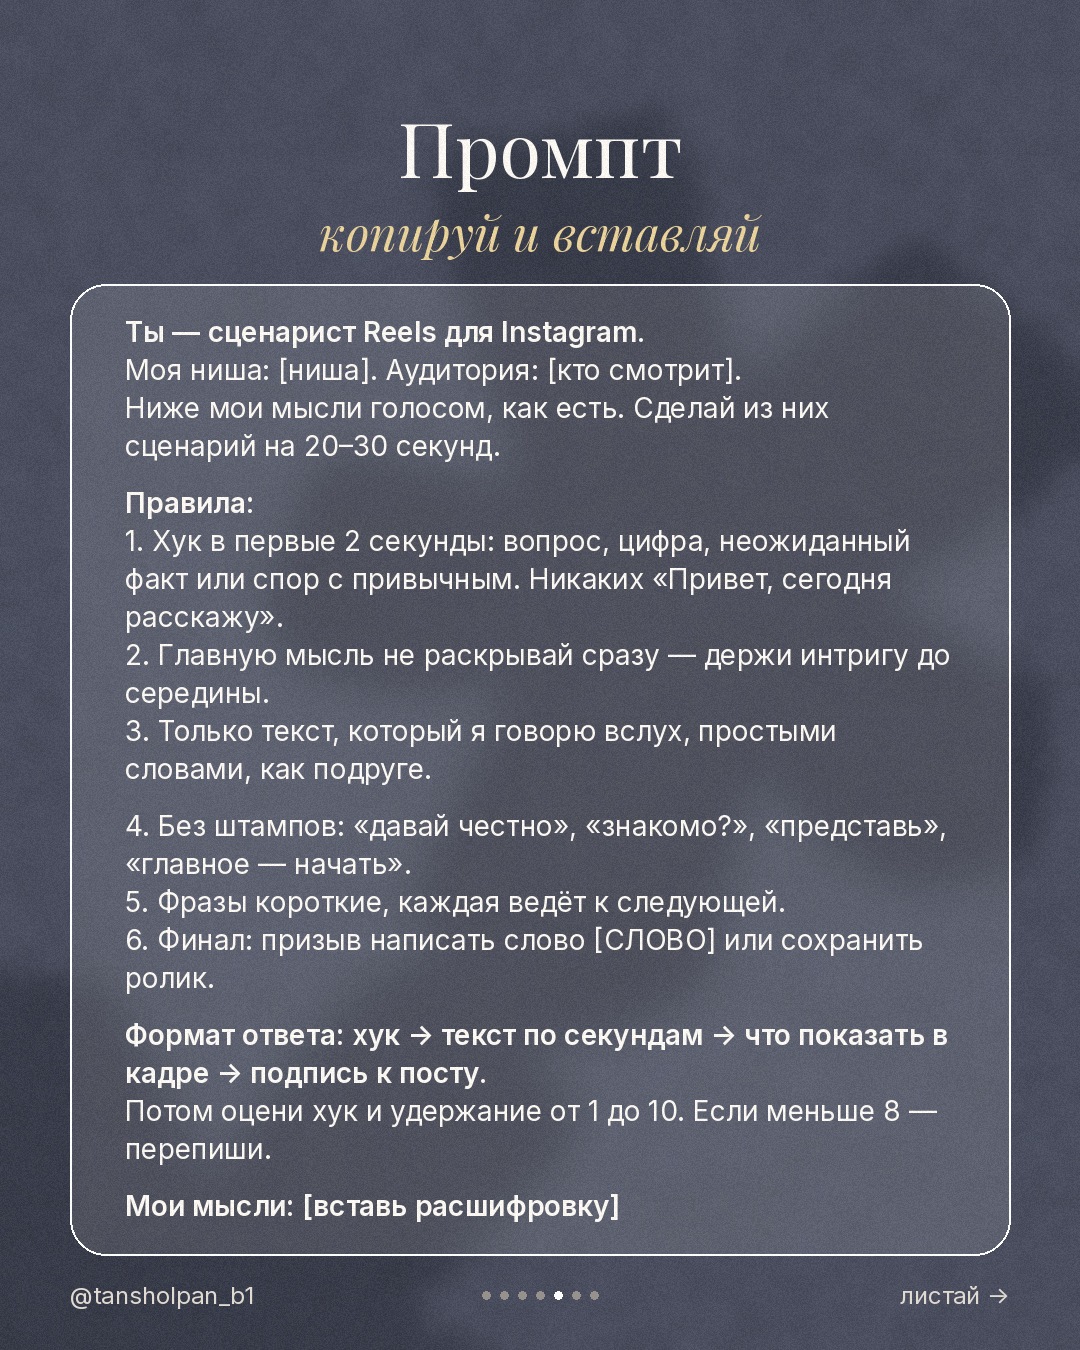 Промпт
копируй и вставляй
Ты — сценарист Reels для Instagram.
Моя ниша: [ниша]. Аудитория: [кто смотрит].
Ниже мои мысли голосом, как есть. Сделай из них
сценарий на 20–30 секунд.
Правила:
1. Хук в первые 2 секунды: вопрос, цифра, неожиданный
факт или спор с привычным. Никаких «Привет, сегодня
расскажу».
2. Главную мысль не раскрывай сразу — держи интригу до
середины.
3. Только текст, который я говорю вслух, простыми
словами, как подруге.
4. Без штампов: «давай честно», «знакомо?», «представь»,
«главное — начать».
5. Фразы короткие, каждая ведёт к следующей.
6. Финал: призыв написать слово [СЛОВО] или сохранить
ролик.
Формат ответа: хук → текст по секундам → что показать в
кадре → подпись к посту.
Потом оцени хук и удержание от 1 до 10. Если меньше 8 —
перепиши.
Мои мысли: [вставь расшифровку]
@tansholpan_b1
листай →